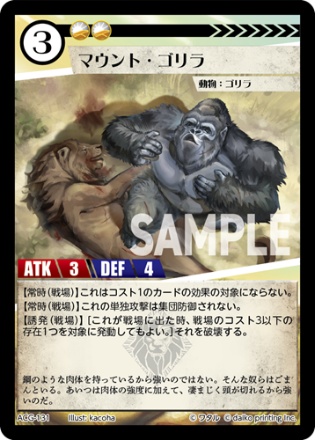 3
マウント・ゴリラ
動物：ゴリラ
SAMPLE
ATK 3 DEF 4
【常時(戦場)】これはコスト1のカードの効果の対象にならない。
【常時(戦場)】これの単独攻撃は集団防御されない。
【誘発(戦場)】[これが戦場に出た時、戦場のコスト3以下の
存在1つを対象に発動してもよい。]それを破壊する。
鋼のような肉体を持っているから強いのではない。そんな奴らはごま
んといる。あいつは肉体の強度に加えて、凄まじく頭が切れるから強
いのだ。
ACG-131 Illust: kacoha © ワタル © daiko printing inc.